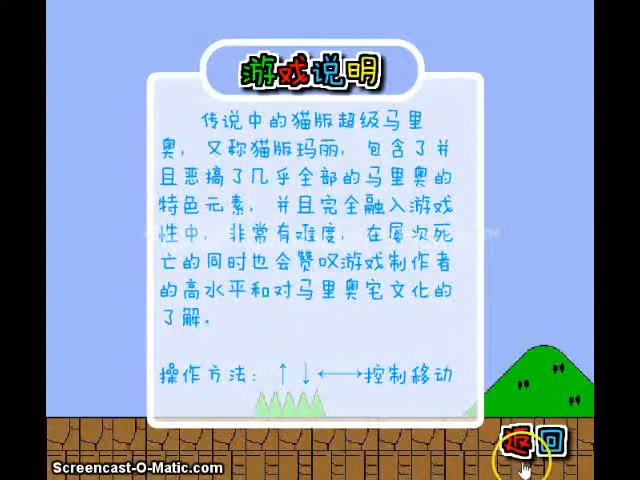 游戏说明
传说中的猫版超级马里
奥，又称猫版玛丽，包含了并
且恶搞了几乎全部的马里奥的
特色元素，并且完全融入游戏
性中，非常有难度，在屡次死
亡的同时也会赞叹游戏制作者
的高水平和对马里奥宅文化的
了解。
操作方法：↑ ↓←→控制移动
返回
Screencast-O-Matic.com